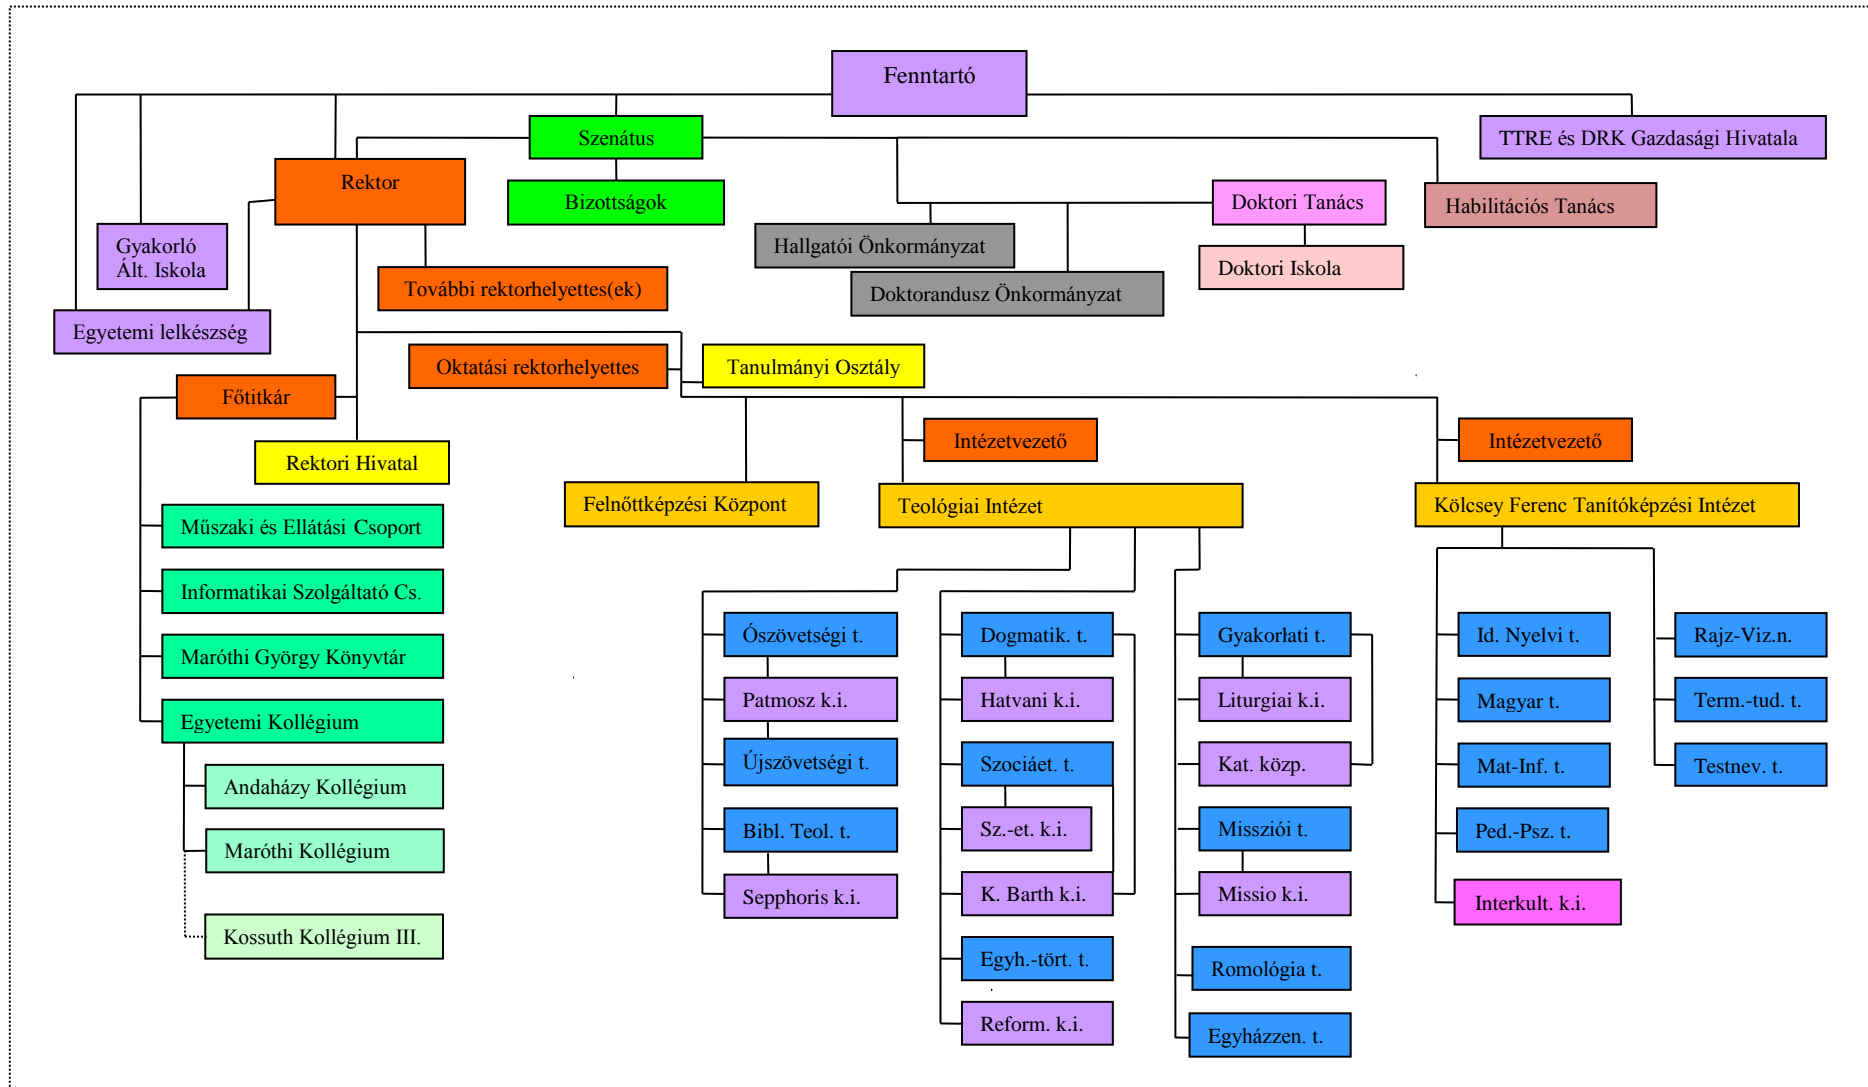 Fenntartó
Szenátus
TTRE és DRK Gazdasági Hivatala
Rektor
Bizottságok
Doktori Tanács
Habilitációs Tanács
Gyakorló
Ált. Iskola
Hallgatói Önkormányzat
Doktori Iskola
További rektorhelyettes(ek)
Doktorandusz Önkormányzat
Egyetemi lelkészség
Oktatási rektorhelyettes
Tanulmányi Osztály
Főtitkár
Intézetvezető
Intézetvezető
Rektori Hivatal
Felnőttképzési Központ
Teológiai Intézet
Kölcsey Ferenc Tanítóképzési Intézet
Műszaki és Ellátási Csoport
Informatikai Szolgáltató Cs.
Maróthi György Könyvtár
Egyetemi Kollégium
Andaházy Kollégium
Maróthi Kollégium
Kossuth Kollégium III.
Ószövetségi t.
Patmosz k.i.
Újszövetségi t.
Bibl. Teol. t.
Sepphoris k.i.
Dogmatik. t.
Hatvani k.i.
Szociáet. t.
Sz.-et. k.i.
K. Barth k.i.
Egyh.-tört. t.
Reform. k.i.
Gyakorlati t.
Liturgiai k.i.
Kat. közp.
Missziói t.
Missio k.i.
Romológia t.
Egyházzen. t.
Id. Nyelvi t.
Magyar t.
Mat-Inf. t.
Ped.-Psz. t.
Interkult. k.i.
Rajz-Viz.n.
Term.-tud. t.
Testnev. t.